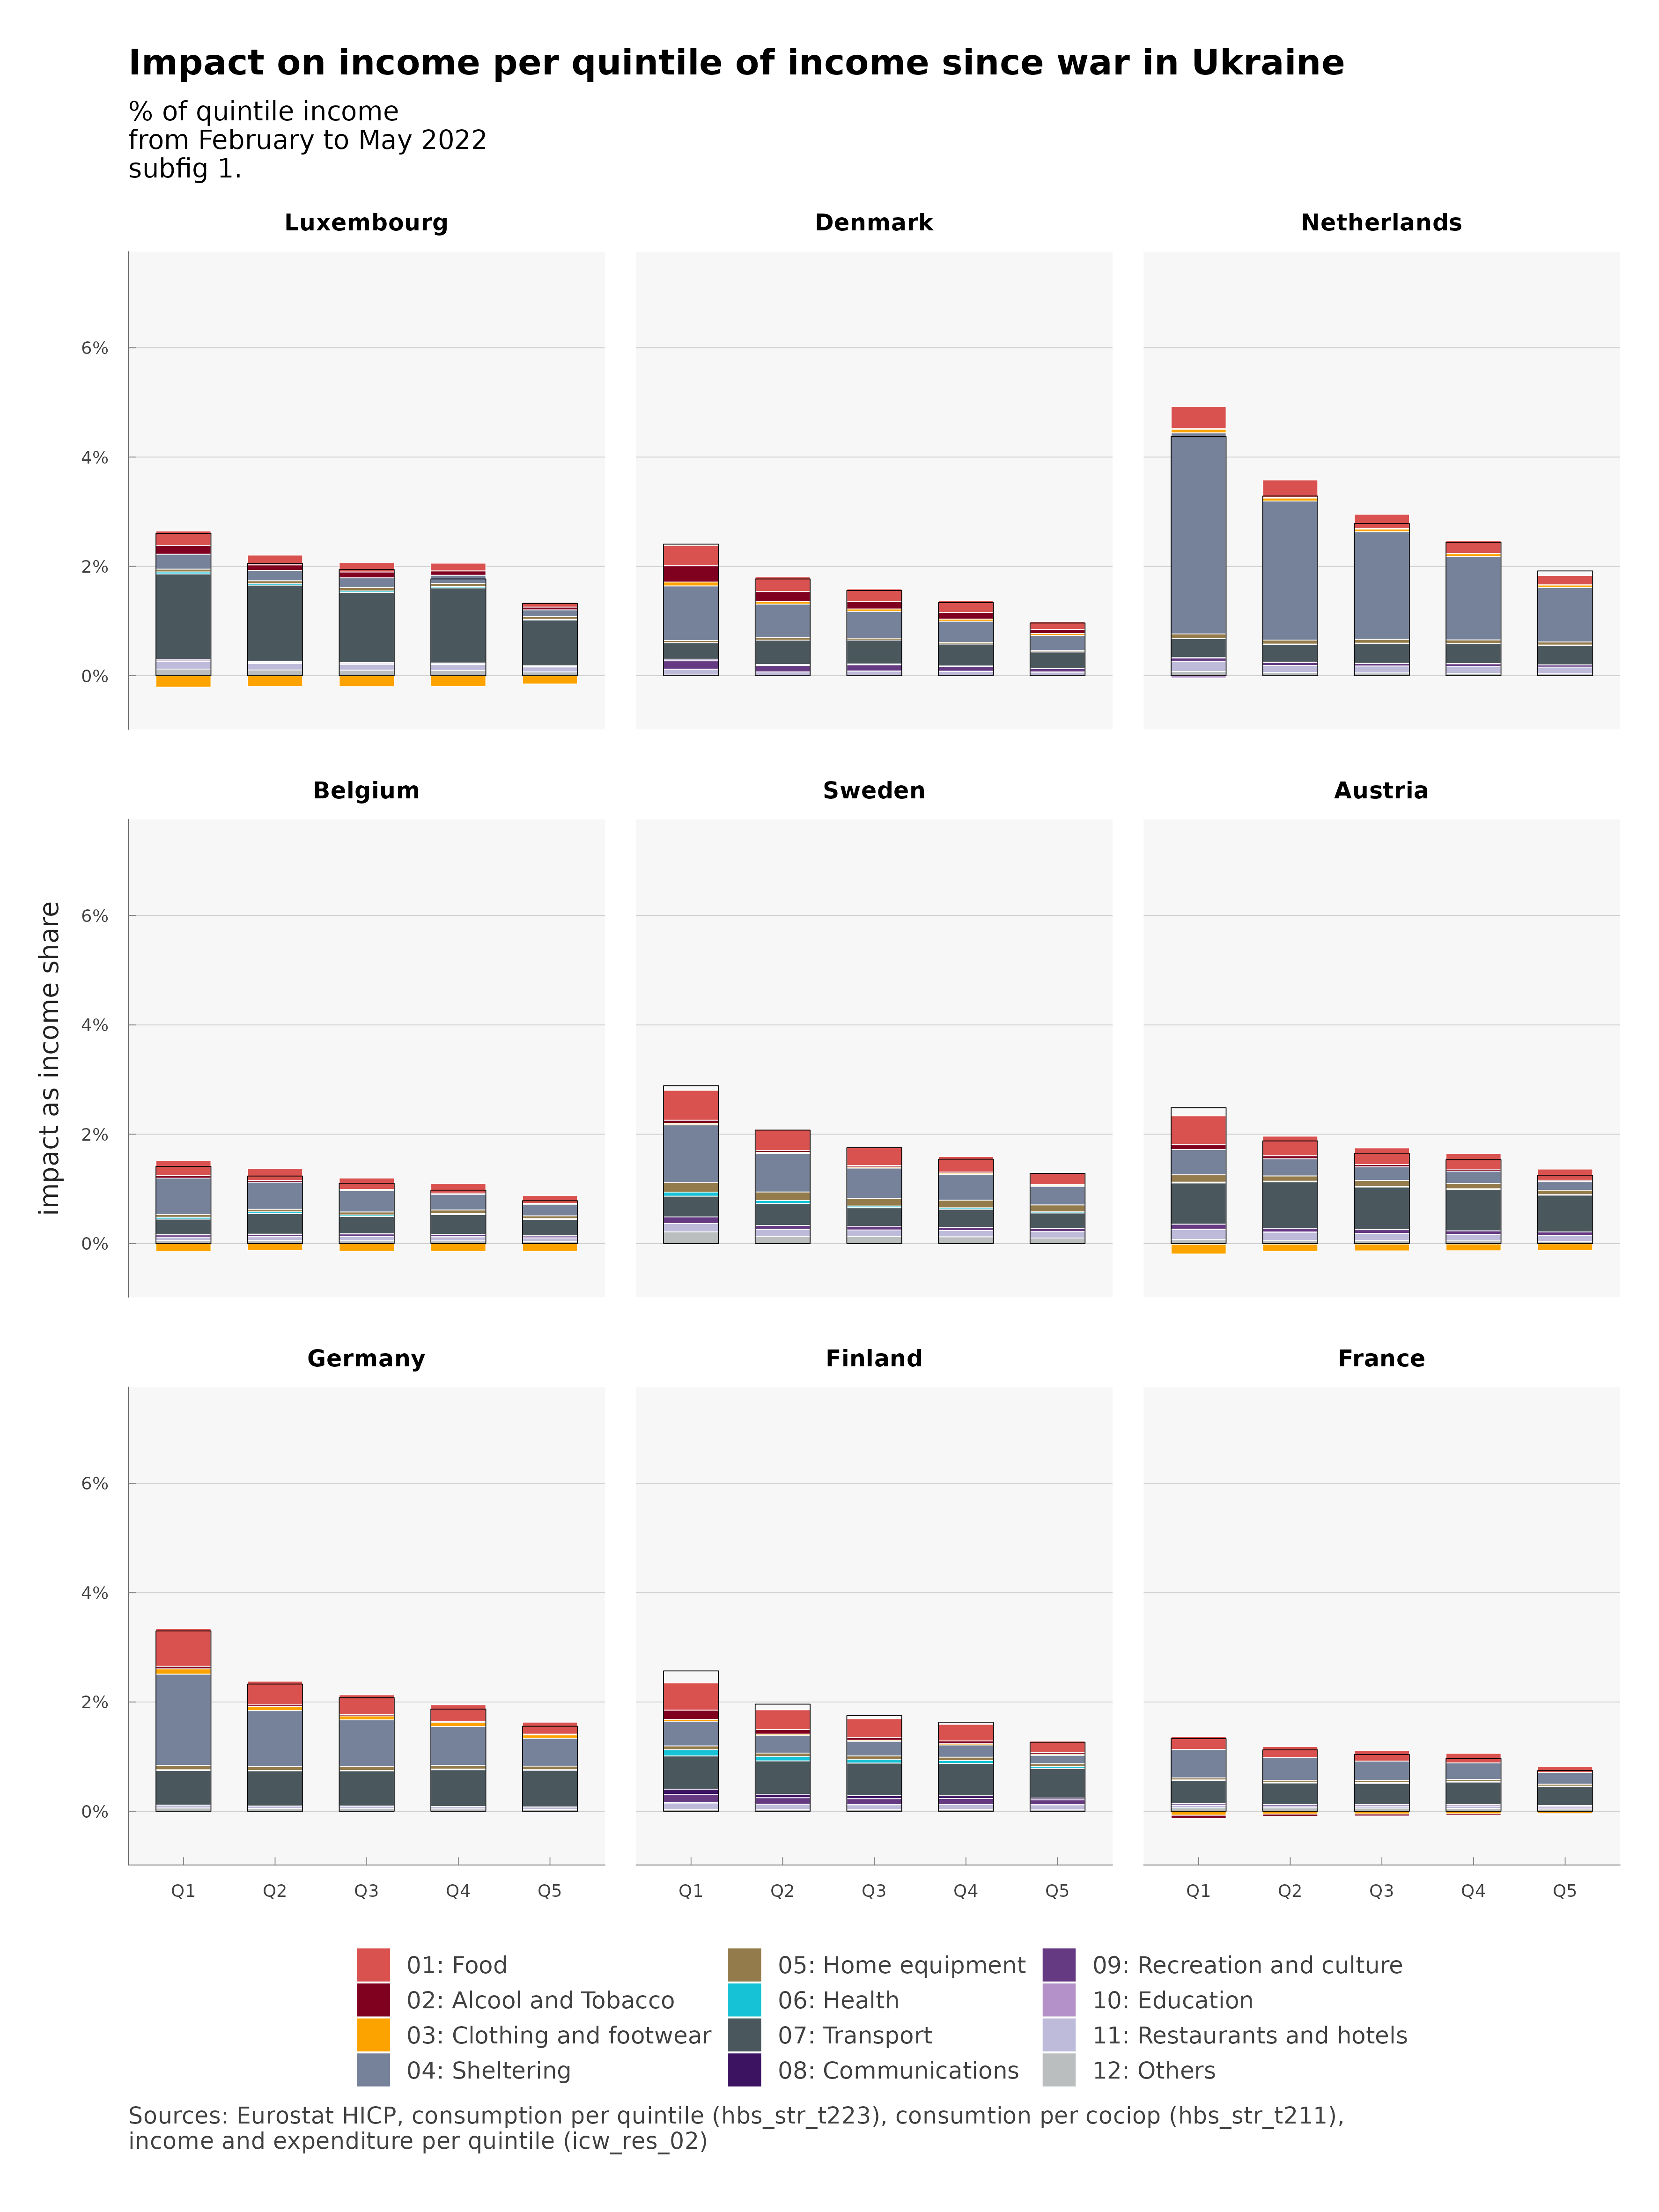 Impact on income per quintile of income since war in Ukraine
% of quintile income
from February to May 2022
subfig 1.
Luxembourg
Denmark
Netherlands
6%
4%
2%
0%
Belgium
Sweden
Austria
6%
4%
2%
0%
impact as income share
Germany
Finland
France
6%
4%
2%
0%
Q1 Q2 Q3 Q4 Q5
Q1 Q2 Q3 Q4 Q5
Q1 Q2 Q3 Q4 Q5
01: Food
02: Alcool and Tobacco
03: Clothing and footwear
04: Sheltering
05: Home equipment
06: Health
07: Transport
08: Communications
09: Recreation and culture
10: Education
11: Restaurants and hotels
12: Others
Sources: Eurostat HICP, consumption per quintile (hbs_str_t223), consumtion per cociop (hbs_str_t211),
income and expenditure per quintile (icw_res_02)